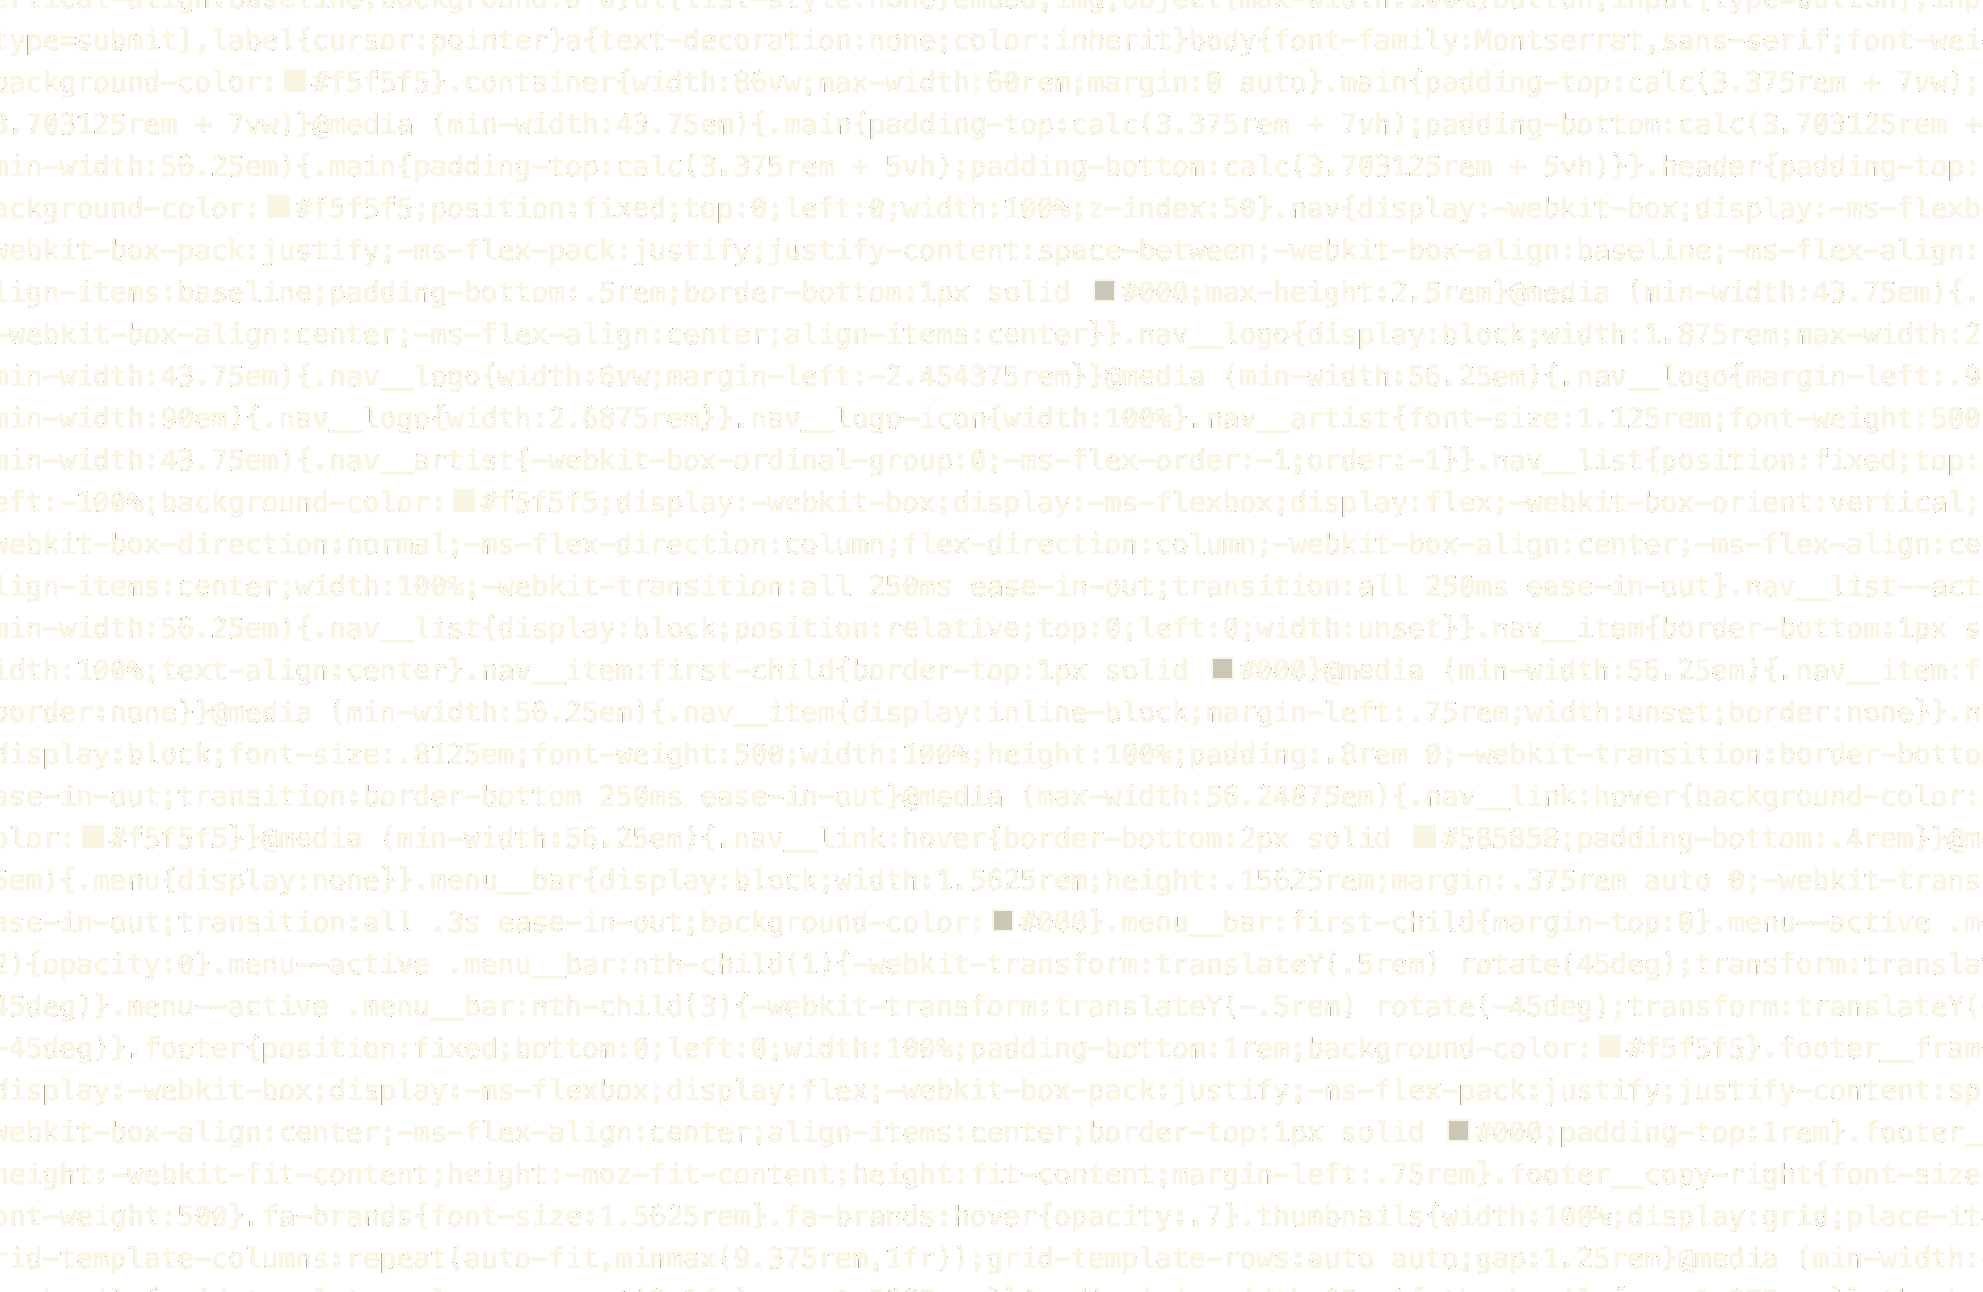 ertical-align:baseline;background:0 0}ul{list-style:none}embed,img,object{max-width:100%}button,input[type=button],inp
type=submit],label{cursor:pointer}a{text-decoration:none;color:inherit}body{font-family:Montserrat,sans-serif;font-wei
background-color:#f5f5f5}.container{width:86vw;max-width:60rem;margin:0 auto}.main{padding-top:calc(3.375rem + 7vw);
3.703125rem + 7vw)}@media (min-width:43.75em){.main{padding-top:calc(3.375rem + 7vh);padding-bottom:calc(3.703125rem +
min-width:56.25em){.main{padding-top:calc(3.375rem + 5vh);padding-bottom:calc(3.703125rem + 5vh)}}.header{padding-top:
ackground-color:#f5f5f5;position:fixed;top:0;left:0;width:100%;z-index:50}.nav{display:-webkit-box;display:-ms-flexb
webkit-box-pack:justify;-ms-flex-pack:justify;justify-content:space-between;-webkit-box-align:baseline;-ms-flex-align:
lign-items:baseline;padding-bottom:.5rem;border-bottom:1px solid #000;max-height:2.5rem}@media (min-width:43.75em){.
-webkit-box-align:center;-ms-flex-align:center;align-items:center}}.nav__logo{display:block;width:1.875rem;max-width:2
min-width:43.75em){.nav__logo{width:6vw;margin-left:-2.454375rem}}@media (min-width:56.25em){.nav__logo{margin-left:.9
min-width:90em){.nav__logo{width:2.6875rem}}.nav__logo-icon{width:100%}.nav__artist{font-size:1.125rem;font-weight:500
min-width:43.75em){.nav__artist{-webkit-box-ordinal-group:0;-ms-flex-order:-1;order:-1}}.nav__list{position:fixed;top:
eft:-100%;background-color:#f5f5f5;display:-webkit-box;display:-ms-flexbox;display:flex;-webkit-box-orient:vertical;
webkit-box-direction:normal;-ms-flex-direction:column;flex-direction:column;-webkit-box-align:center;-ms-flex-align:ce
lign-items:center;width:100%;-webkit-transition:all 250ms ease-in-out;transition:all 250ms ease-in-out}.nav__list--act
min-width:56.25em){.nav__list{display:block;position:relative;top:0;left:0;width:unset}}.nav__item{border-bottom:1px s
idth:100%;text-align:center}.nav__item:first-child{border-top:1px solid #000}@media (min-width:56.25em){.nav__item:f
border:none}}@media (min-width:56.25em){.nav__item{display:inline-block;margin-left:.75rem;width:unset;border:none}}.n
display:block;font-size:.8125em;font-weight:500;width:100%;height:100%;padding:.8rem 0;-webkit-transition:border-botto
ase-in-out;transition:border-bottom 250ms ease-in-out}@media (max-width:56.24875em){.nav__link:hover{background-color:
olor:#f5f5f5}}@media (min-width:56.25em){.nav__link:hover{border-bottom:2px solid #585858;padding-bottom:.4rem}}@m
5em){.menu{display:none}}.menu__bar{display:block;width:1.5625rem;height:.15625rem;margin:.375rem auto 0;-webkit-trans
ase-in-out;transition:all .3s ease-in-out;background-color:#000}.menu__bar:first-child{margin-top:0}.menu--active .m
2){opacity:0}.menu--active .menu__bar:nth-child(1){-webkit-transform:translateY(.5rem) rotate(45deg);transform:transla
45deg)}.menu--active .menu__bar:nth-child(3){-webkit-transform:translateY(-.5rem) rotate(-45deg);transform:translateY(
-45deg)}.footer{position:fixed;bottom:0;left:0;width:100%;padding-bottom:1rem;background-color:#f5f5f5}.footer__fram
display:-webkit-box;display:-ms-flexbox;display:flex;-webkit-box-pack:justify;-ms-flex-pack:justify;justify-content:sp
webkit-box-align:center;-ms-flex-align:center;align-items:center;border-top:1px solid #000;padding-top:1rem}.footer_
height:-webkit-fit-content;height:-moz-fit-content;height:fit-content;margin-left:.75rem}.footer__copy-right{font-size
ont-weight:500}.fa-brands{font-size:1.5625rem}.fa-brands:hover{opacity:.7}.thumbnails{width:100%;display:grid;place-it
rid-template-columns:repeat(auto-fit,minmax(9.375rem,1fr));grid-template-rows:auto auto;gap:1.25rem}@media (min-width: